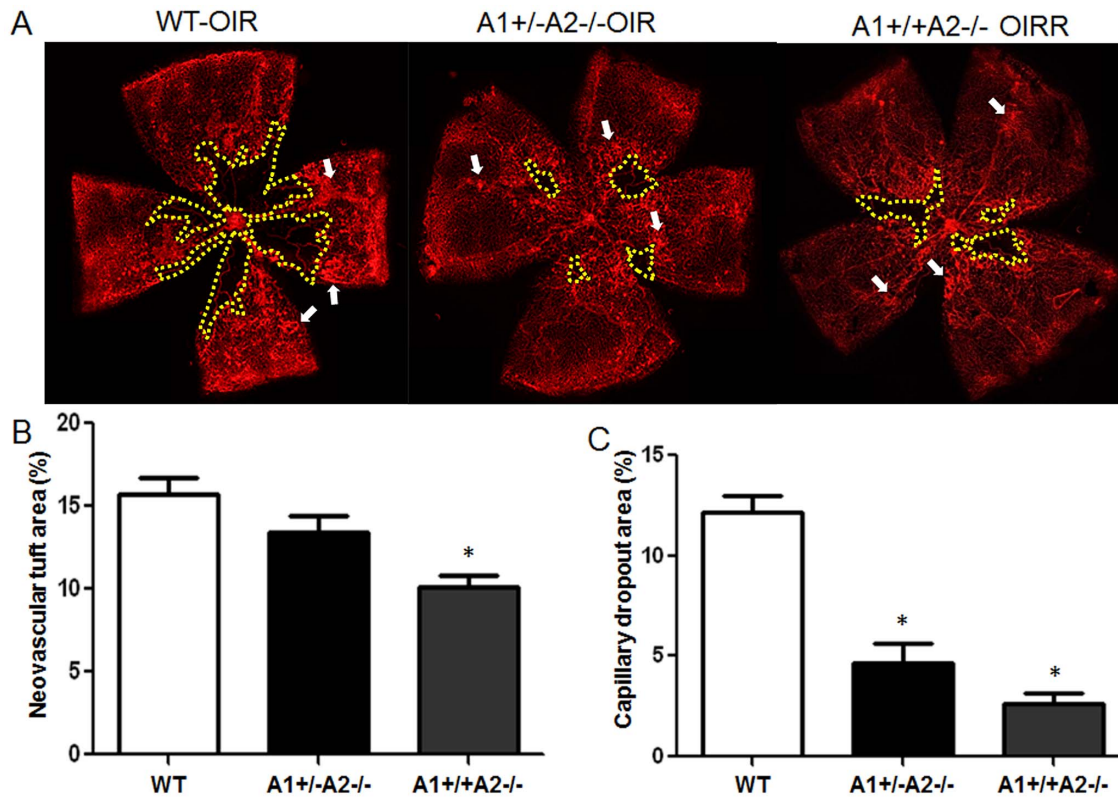 A
WT-OIR
A1+/-A2-/-OIR
A1+/+A2-/- OIRR
B
Neovascular tuft area (%)
20
15
10
5
0
*
WT
A1+/-A2-/-
A1+/+A2-/-
C
Capillary dropout area (%)
15
10
5
0
*
*
WT
A1+/-A2-/-
A1+/+A2-/-